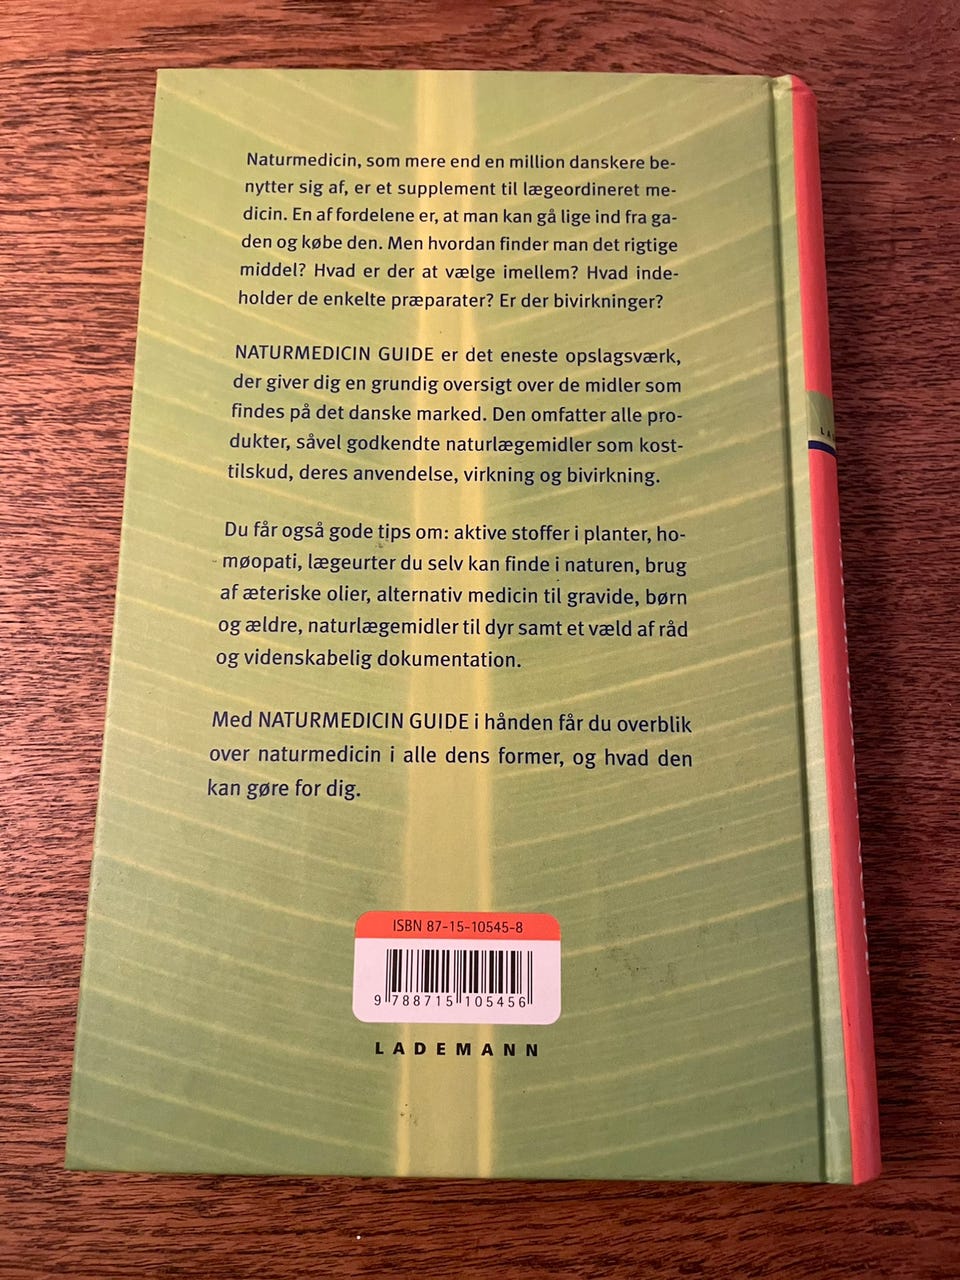 Naturmedicin, som mere end en million danskere be-
nytter sig af, er et supplement til lægeordineret me-
dicin. En af fordelene er, at man kan gå lige ind fra ga-
den og købe den. Men hvordan finder man det rigtige
middel? Hvad er der at vælge imellem? Hvad inde-
holder de enkelte præparater? Er der bivirkninger?
NATURMEDICIN GUIDE er det eneste opslagsværk,
der giver dig en grundig oversigt over de midler som
findes på det danske marked. Den omfatter alle pro-
dukter, såvel godkendte naturlægemidler som kost-
tilskud, deres anvendelse, virkning og bivirkning.
Du får også gode tips om: aktive stoffer i planter, ho-
møopati, lægeurter du selv kan finde i naturen, brug
af æteriske olier, alternativ medicin til gravide, børn
og ældre, naturlægemidler til dyr samt et væld af råd
og videnskabelig dokumentation.
Med NATURMEDICIN GUIDE i hånden får du overblik
over naturmedicin i alle dens former, og hvad den
kan gøre for dig.
ISBN 87-15-10545-8
9 788715 105456
LADEMANN